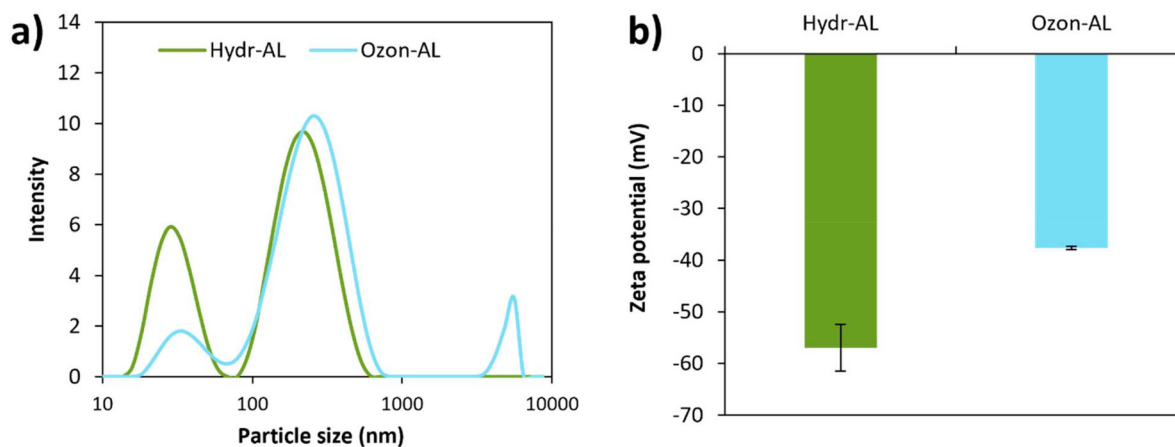 a)
Hydr-AL
Ozon-AL
14
12
10
8
6
4
2
0
Intensity
10
100
1000
10000
Particle size (nm)
b)
Hydr-AL
Ozon-AL
0
-10
-20
-30
-40
-50
-60
-70
Zeta potential (mV)